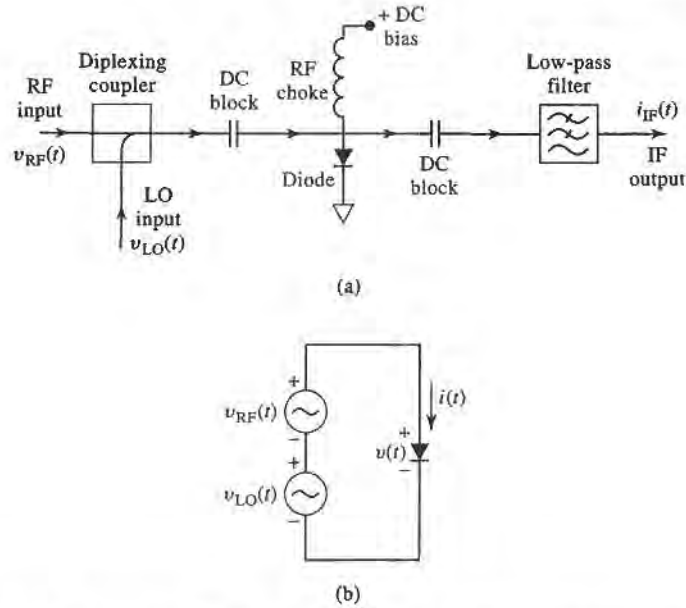 + DC
bias
Diplexing
coupler
RF
input
v_RF(t)
DC
block
RF
choke
Low-pass
filter
i_IF(t)
IF
output
LO
input
v_LO(t)
Diode
DC
block
(a)
+
v_RF(t)
−
+
v_LO(t)
−
i(t)
+
v(t)
−
(b)